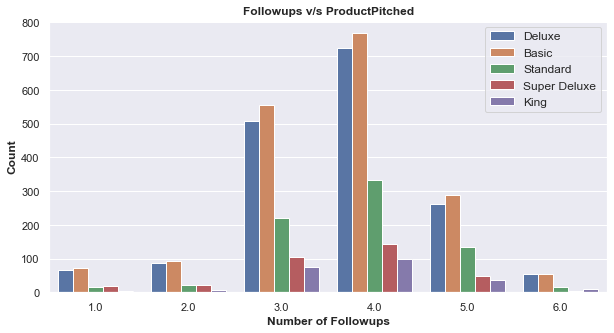 Followups v/s ProductPitched
Count
800
700
600
500
400
300
200
100
0
Deluxe
Basic
Standard
Super Deluxe
King
1.0 2.0 3.0 4.0 5.0 6.0
Number of Followups